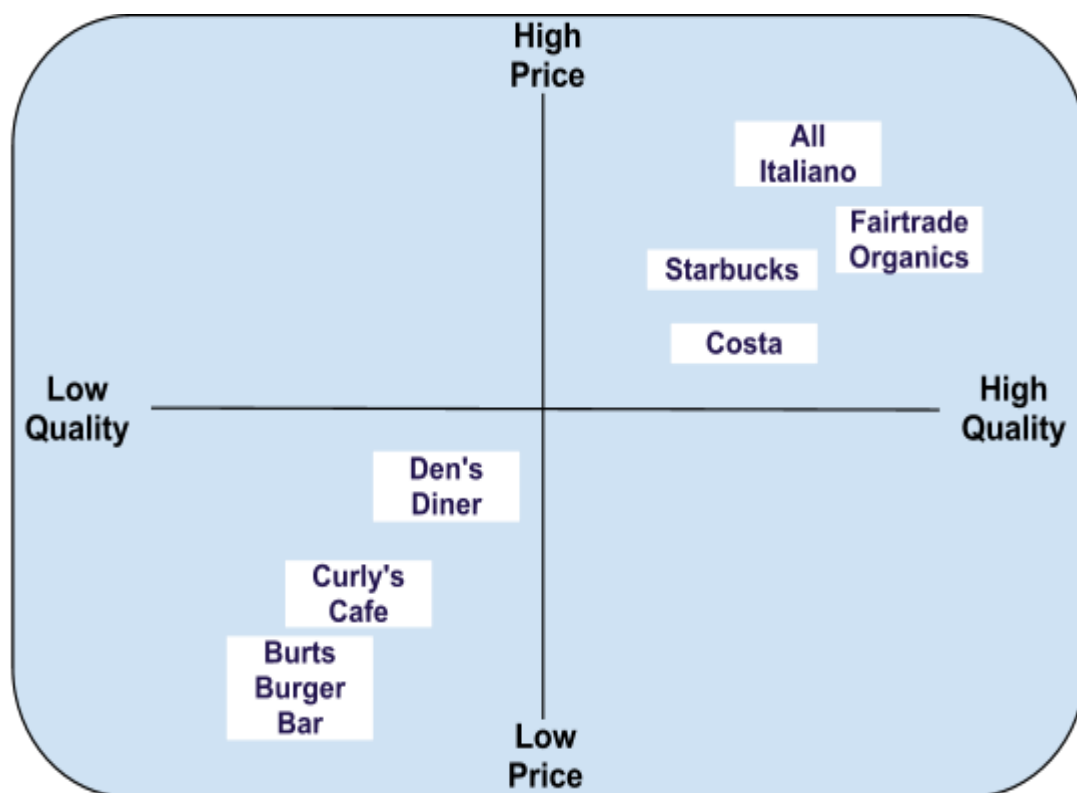 High
Price
All
Italiano
Fairtrade
Organics
Starbucks
Costa
Low
Quality
High
Quality
Den's
Diner
Curly's
Cafe
Burts
Burger
Bar
Low
Price